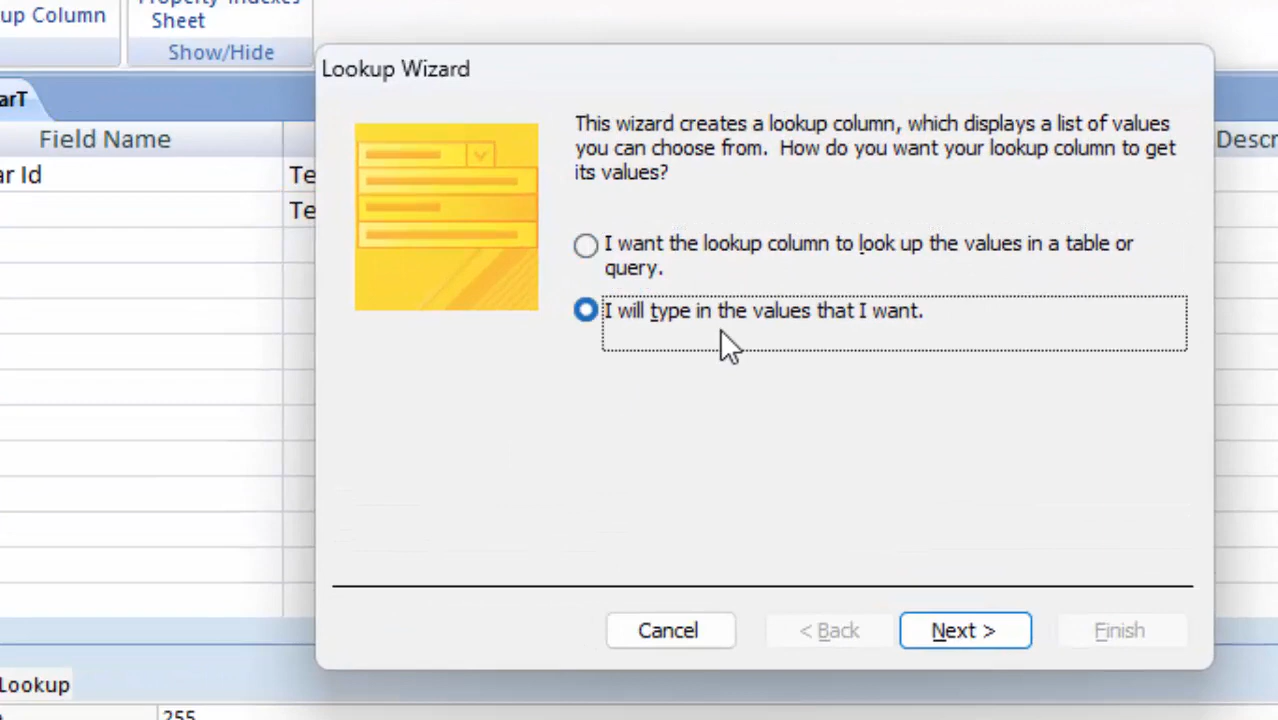 up Column
Sheet
Show/Hide
Lookup Wizard
arT
Field Name
This wizard creates a lookup column, which displays a list of values
you can choose from. How do you want your lookup column to get
its values?
Descr
ar Id
Te
Te
I want the lookup column to look up the values in a table or
query.
I will type in the values that I want.
Cancel
< Back
Next >
Finish
Lookup
255